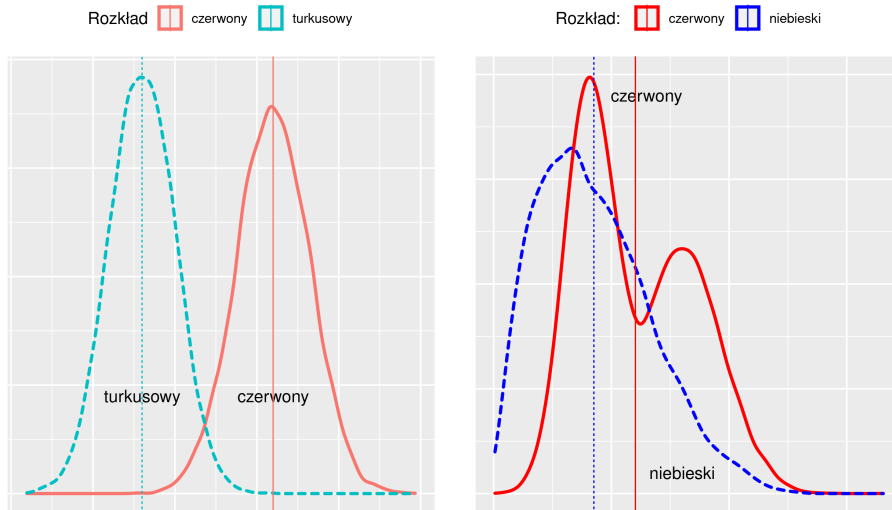 Rozkład czerwony turkusowy
turkusowy czerwony
Rozkład: czerwony niebieski
czerwony
niebieski